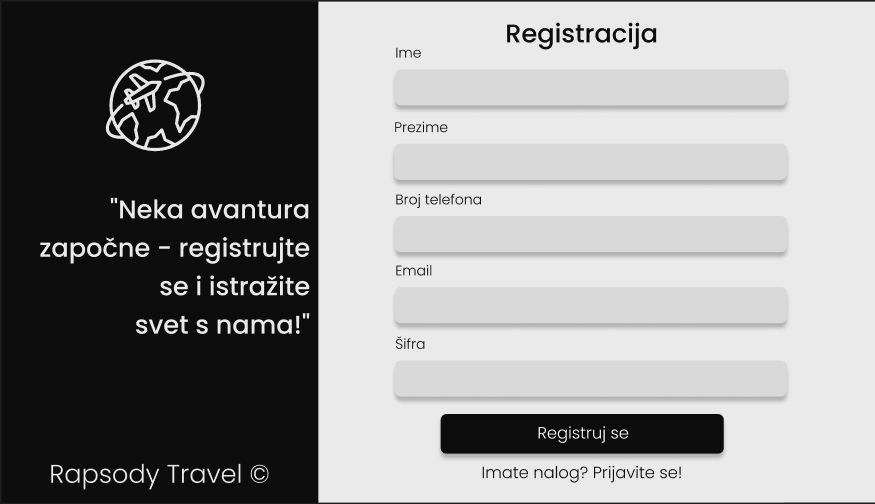 "Neka avantura
započne - registrujte
se i istražite
svet s nama!"
Rapsody Travel ©
Registracija
Ime
Prezime
Broj telefona
Email
Šifra
Registruj se
Imate nalog? Prijavite se!